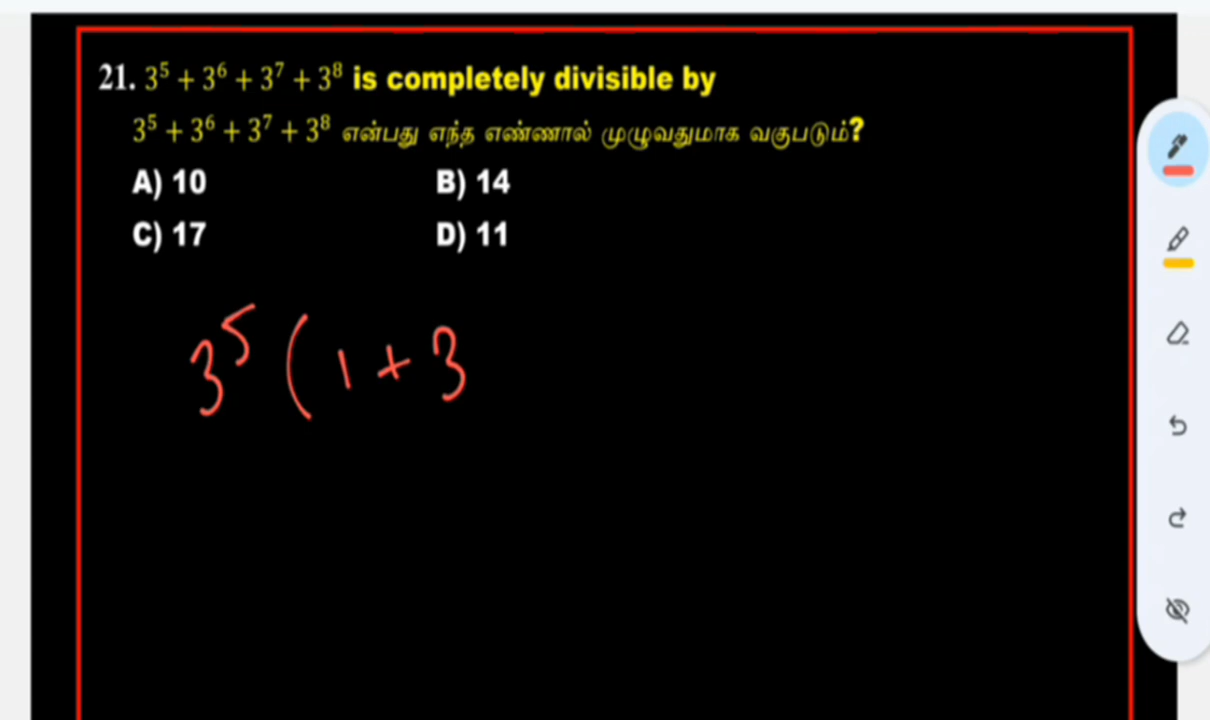 21. 3⁵ + 3⁶ + 3⁷ + 3⁸ is completely divisible by
3⁵ + 3⁶ + 3⁷ + 3⁸ என்பது எந்த எண்ணால் முழுவதுமாக வகுபடும்?
A) 10 B) 14
C) 17 D) 11
3⁵ ( 1 + 3